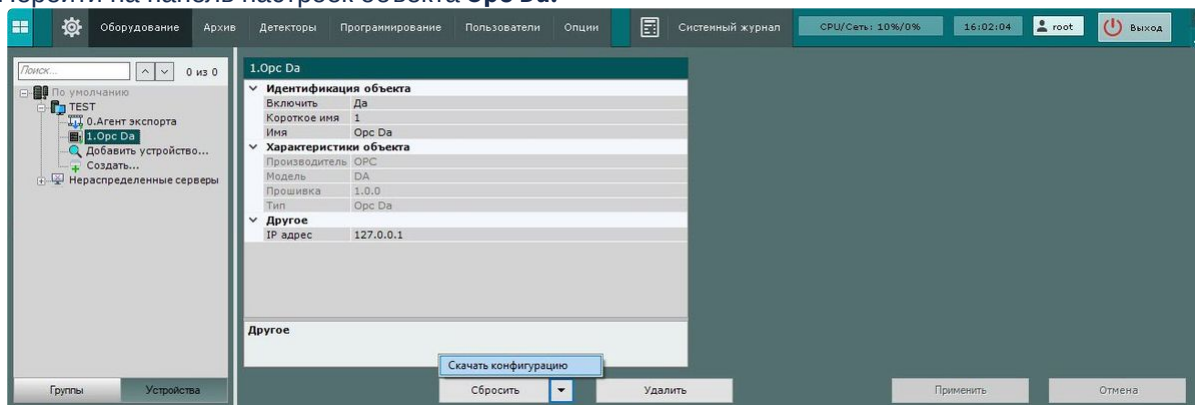 Перейти на панель настроек объекта Opc Da.
Оборудование Архив Детекторы Программирование Пользователи Опции Системный журнал CPU/Сеть: 10%/0% 16:02:04 root Выход
Поиск... 0 из 0
По умолчанию
TEST
0.Агент экспорта
1.Opc Da
Добавить устройство...
Создать...
Нераспределенные серверы
Группы Устройства
1.Opc Da
Идентификация объекта
Включить Да
Короткое имя 1
Имя Opc Da
Характеристики объекта
Производитель OPC
Модель DA
Прошивка 1.0.0
Тип Opc Da
Другое
IP адрес 127.0.0.1
Другое
Скачать конфигурацию
Сбросить Удалить Применить Отмена